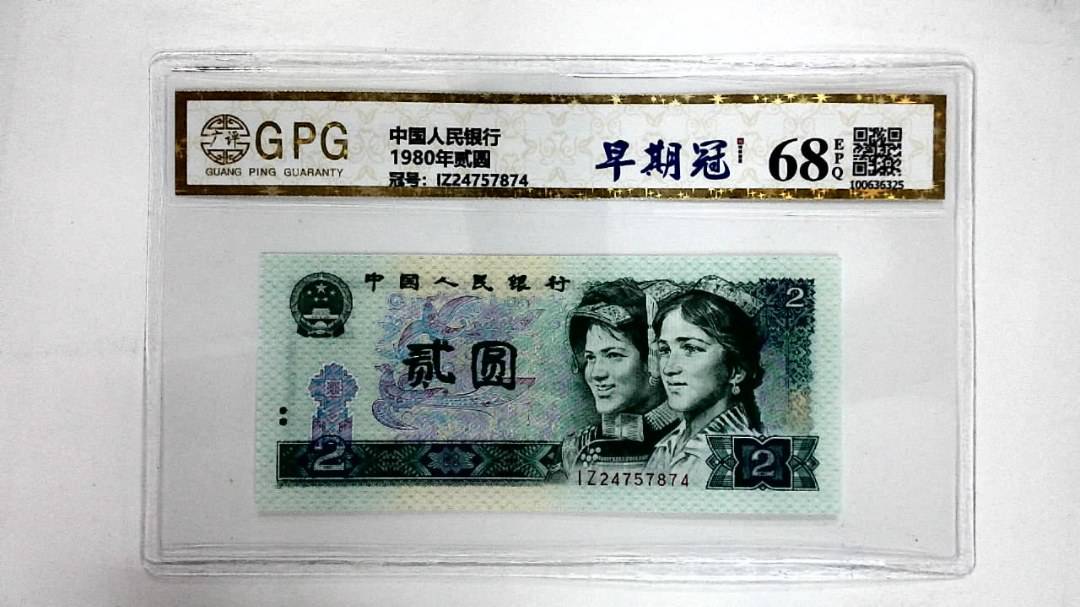 GPG
GUANG PING GUARANTY
中国人民银行
1980年贰圆
冠号：IZ24757874
早期冠
68
EPQ
100636325
中国人民银行
2
贰圆
2
2
IZ24757874